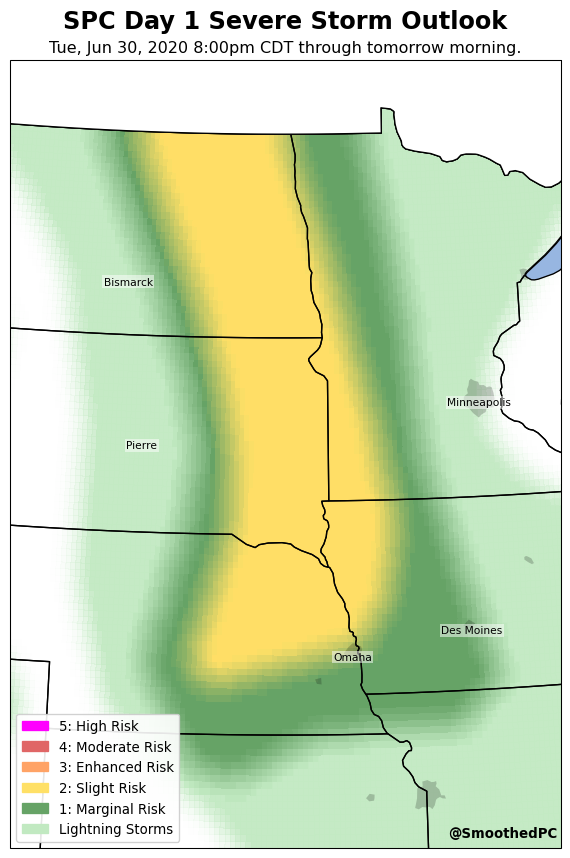 SPC Day 1 Severe Storm Outlook
Tue, Jun 30, 2020 8:00pm CDT through tomorrow morning.
Bismarck
Minneapolis
Pierre
Des Moines
Omaha
5: High Risk
4: Moderate Risk
3: Enhanced Risk
2: Slight Risk
1: Marginal Risk
Lightning Storms
@SmoothedPC